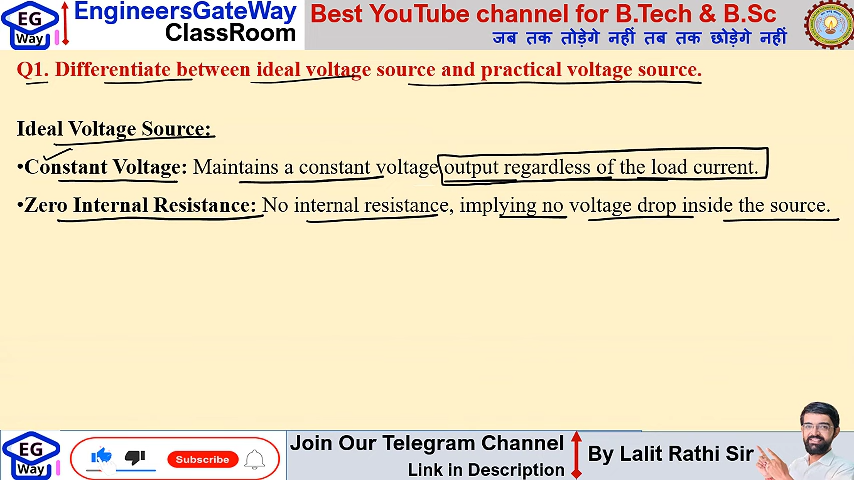 EG
Way
EngineersGateWay
ClassRoom
Best YouTube channel for B.Tech & B.Sc
जब तक तोड़ेगे नहीं तब तक छोड़ेगे नहीं
Q1. Differentiate between ideal voltage source and practical voltage source.
Ideal Voltage Source:
•Constant Voltage: Maintains a constant voltage output regardless of the load current.
•Zero Internal Resistance: No internal resistance, implying no voltage drop inside the source.
EG
Way
Subscribe
Join Our Telegram Channel
Link in Description
By Lalit Rathi Sir